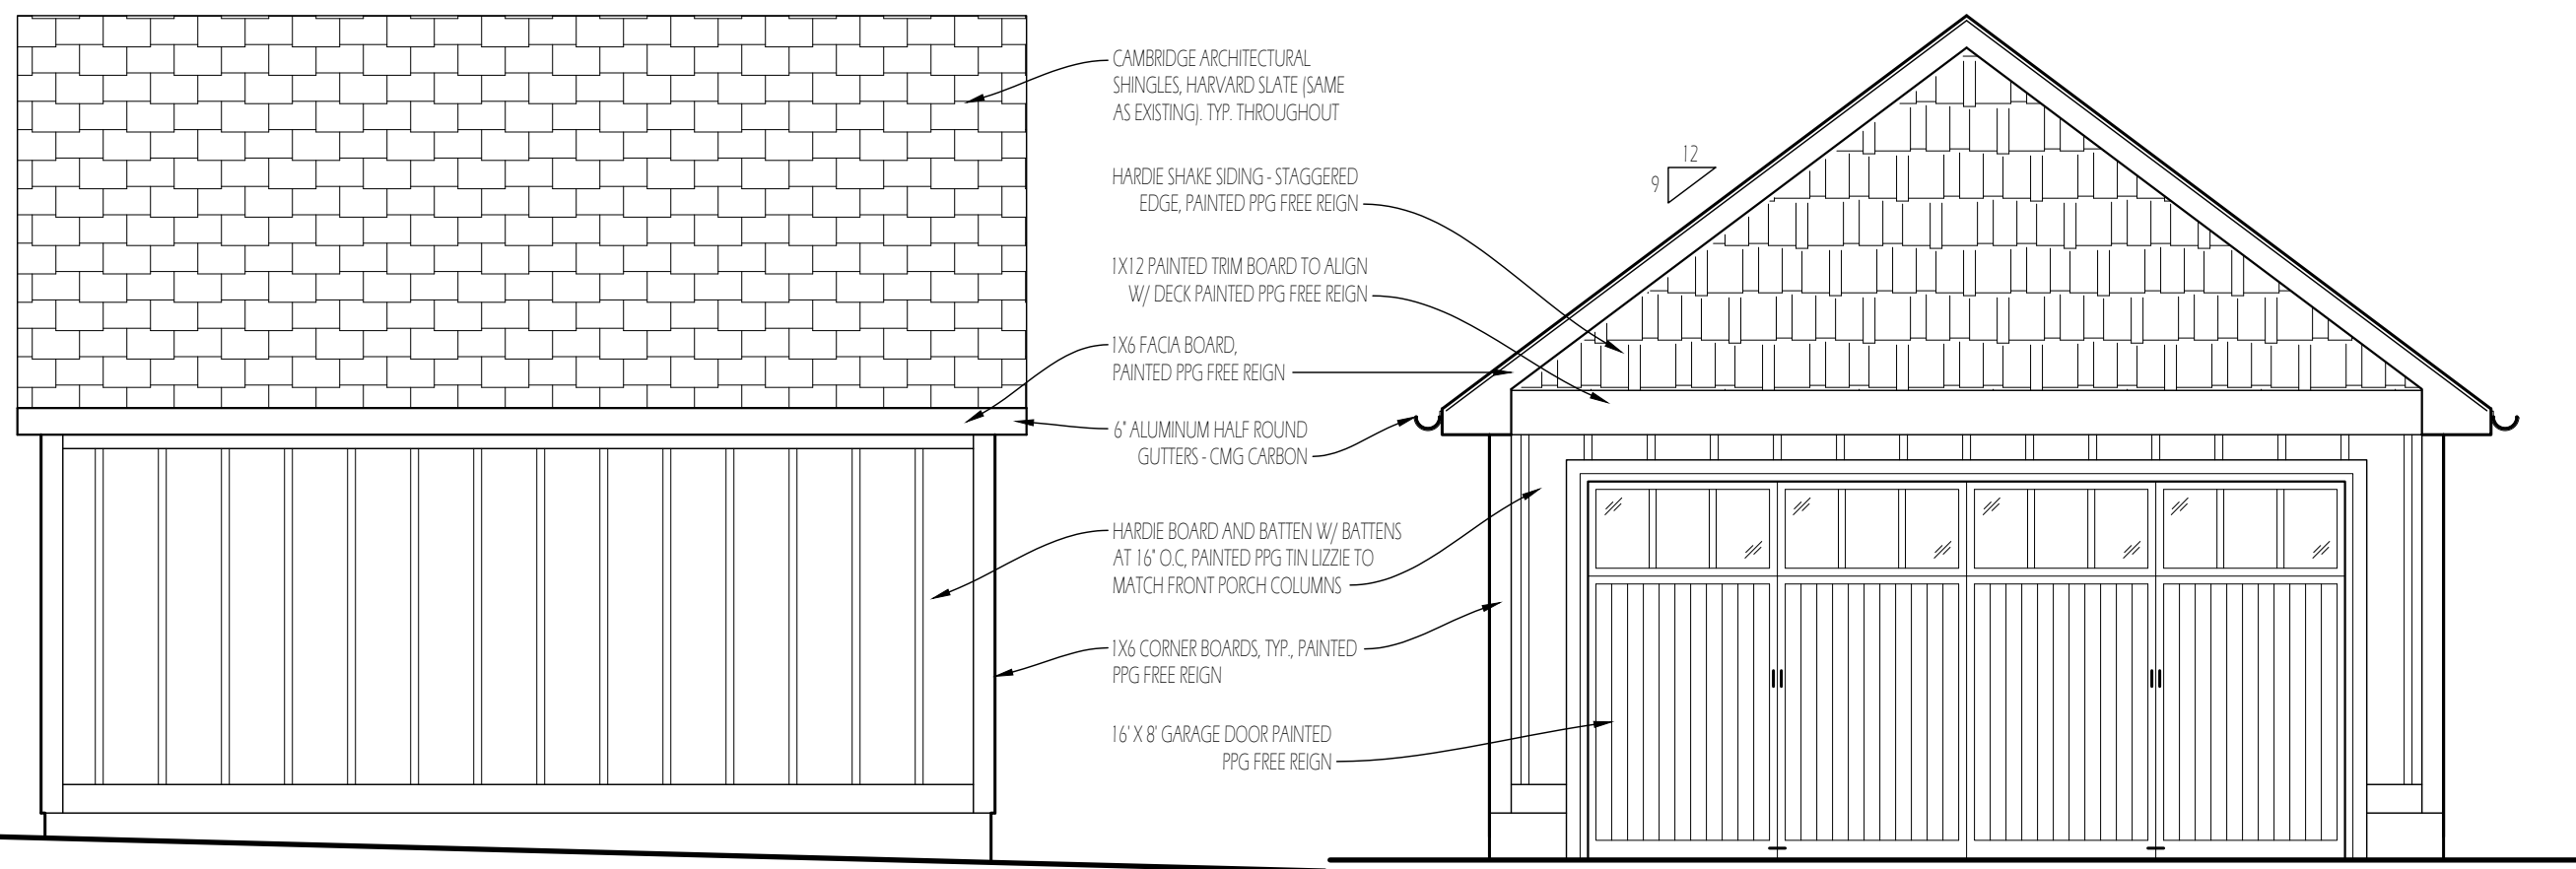 CAMBRIDGE ARCHITECTURAL
SHINGLES, HARVARD SLATE (SAME
AS EXISTING). TYP. THROUGHOUT
HARDIE SHAKE SIDING - STAGGERED
EDGE, PAINTED PPG FREE REIGN
1X12 PAINTED TRIM BOARD TO ALIGN
W/ DECK PAINTED PPG FREE REIGN
1X6 FACIA BOARD,
PAINTED PPG FREE REIGN
6" ALUMINUM HALF ROUND
GUTTERS - CMG CARBON
HARDIE BOARD AND BATTEN W/ BATTENS
AT 16" O.C, PAINTED PPG TIN LIZZIE TO
MATCH FRONT PORCH COLUMNS
1X6 CORNER BOARDS, TYP., PAINTED
PPG FREE REIGN
16' X 8' GARAGE DOOR PAINTED
PPG FREE REIGN
12
9